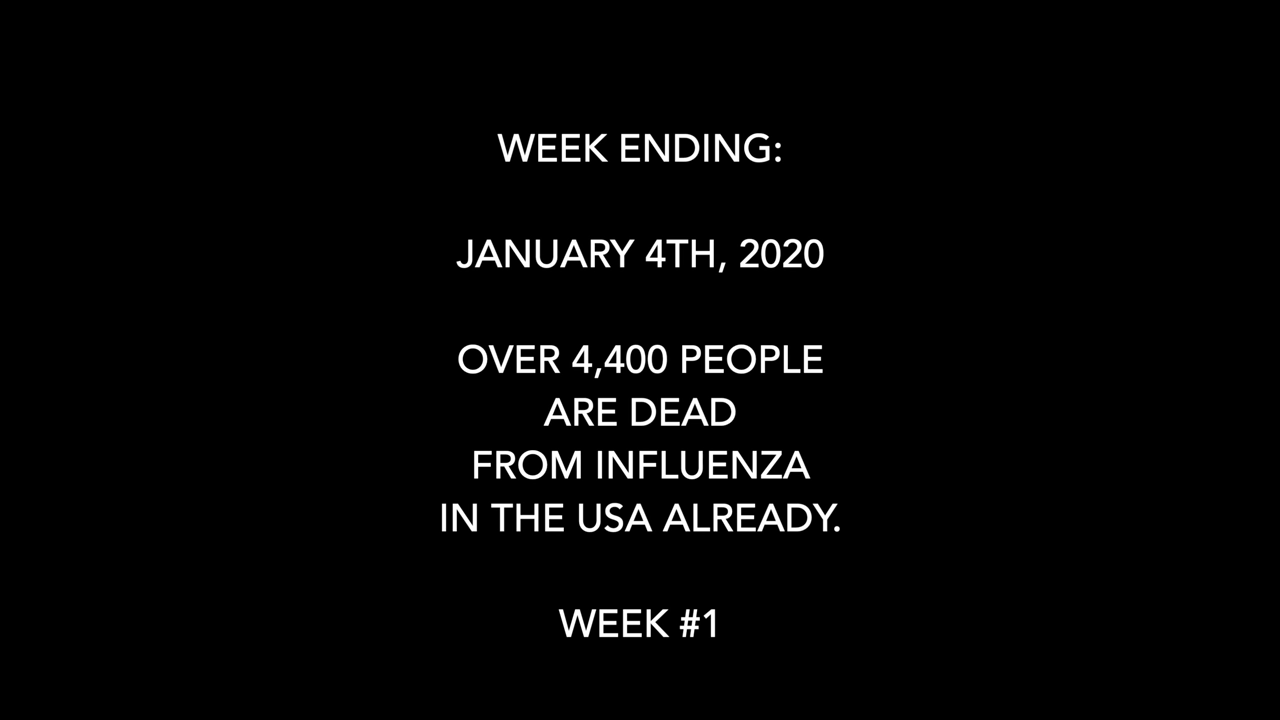 WEEK ENDING:
JANUARY 4TH, 2020
OVER 4,400 PEOPLE
ARE DEAD
FROM INFLUENZA
IN THE USA ALREADY.
WEEK #1